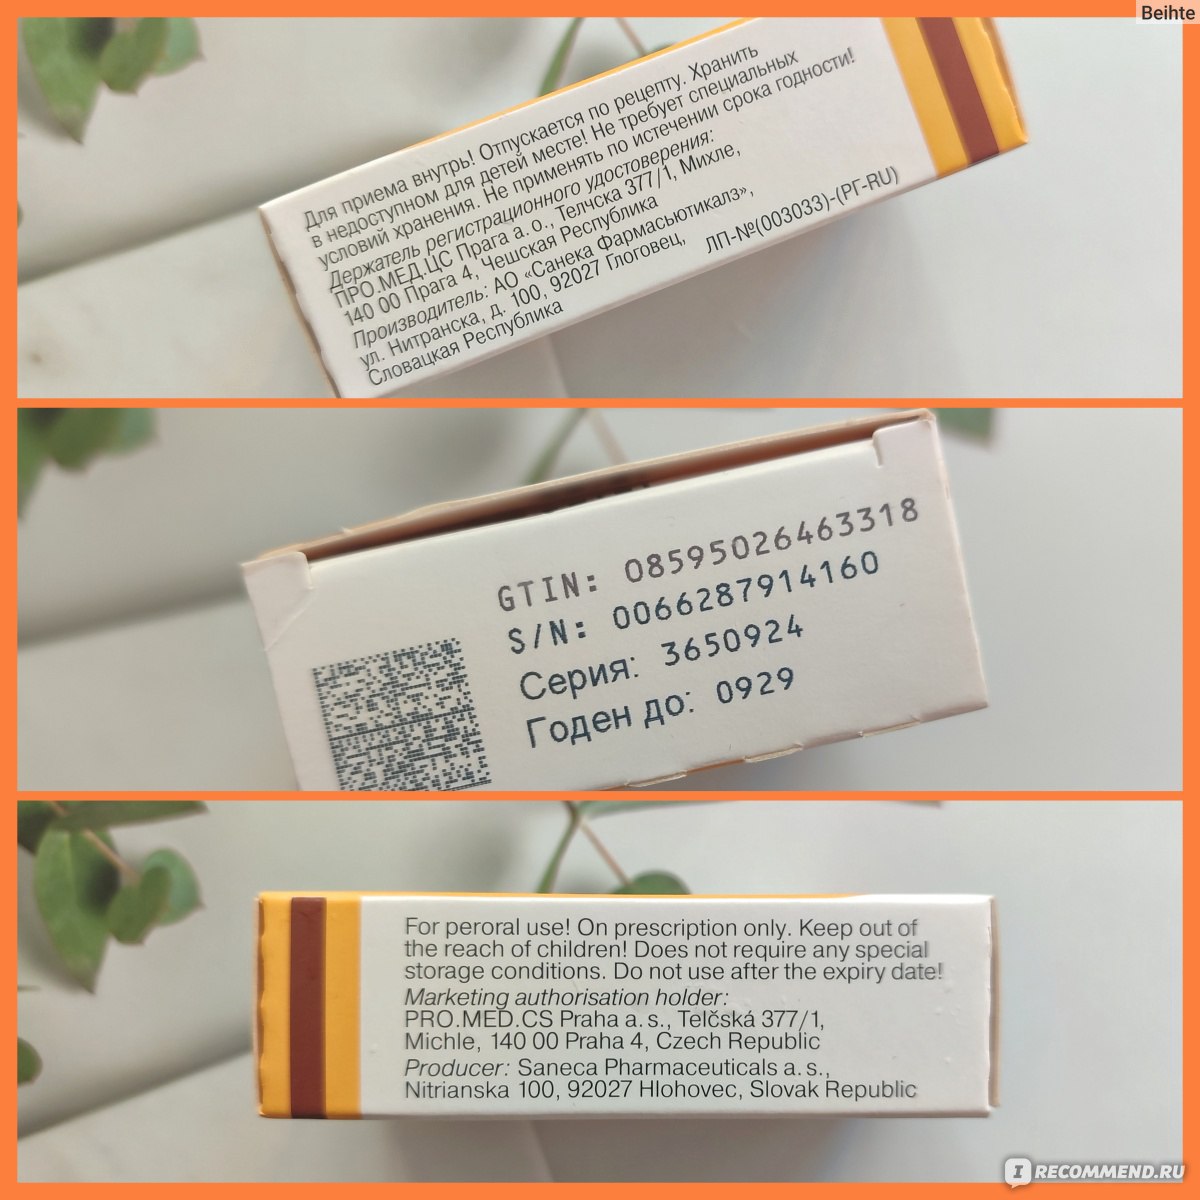 Beihte
Для приема внутрь! Отпускается по рецепту. Хранить
в недоступном для детей месте! Не требует специальных
условий хранения. Не применять по истечении срока годности!
Держатель регистрационного удостоверения:
ПРО.МЕД.ЦС Прага а.о., Телчска 377/1, Михле,
140 00 Прага 4, Чешская Республика
Производитель: АО «Санека Фармасьютикалз»,
ул. Нитранска, д. 100, 92027 Глоговец,
Словацкая Республика
ЛП-№(003033)-(РГ-RU)
GTIN: 08595026463318
S/N: 0066287914160
Серия: 3650924
Годен до: 0929
For peroral use! On prescription only. Keep out of
the reach of children! Does not require any special
storage conditions. Do not use after the expiry date!
Marketing authorisation holder:
PRO.MED.CS Praha a.s., Telčská 377/1,
Michle, 140 00 Praha 4, Czech Republic
Producer: Saneca Pharmaceuticals a.s.,
Nitrianska 100, 92027 Hlohovec, Slovak Republic
I RECOMMEND.RU